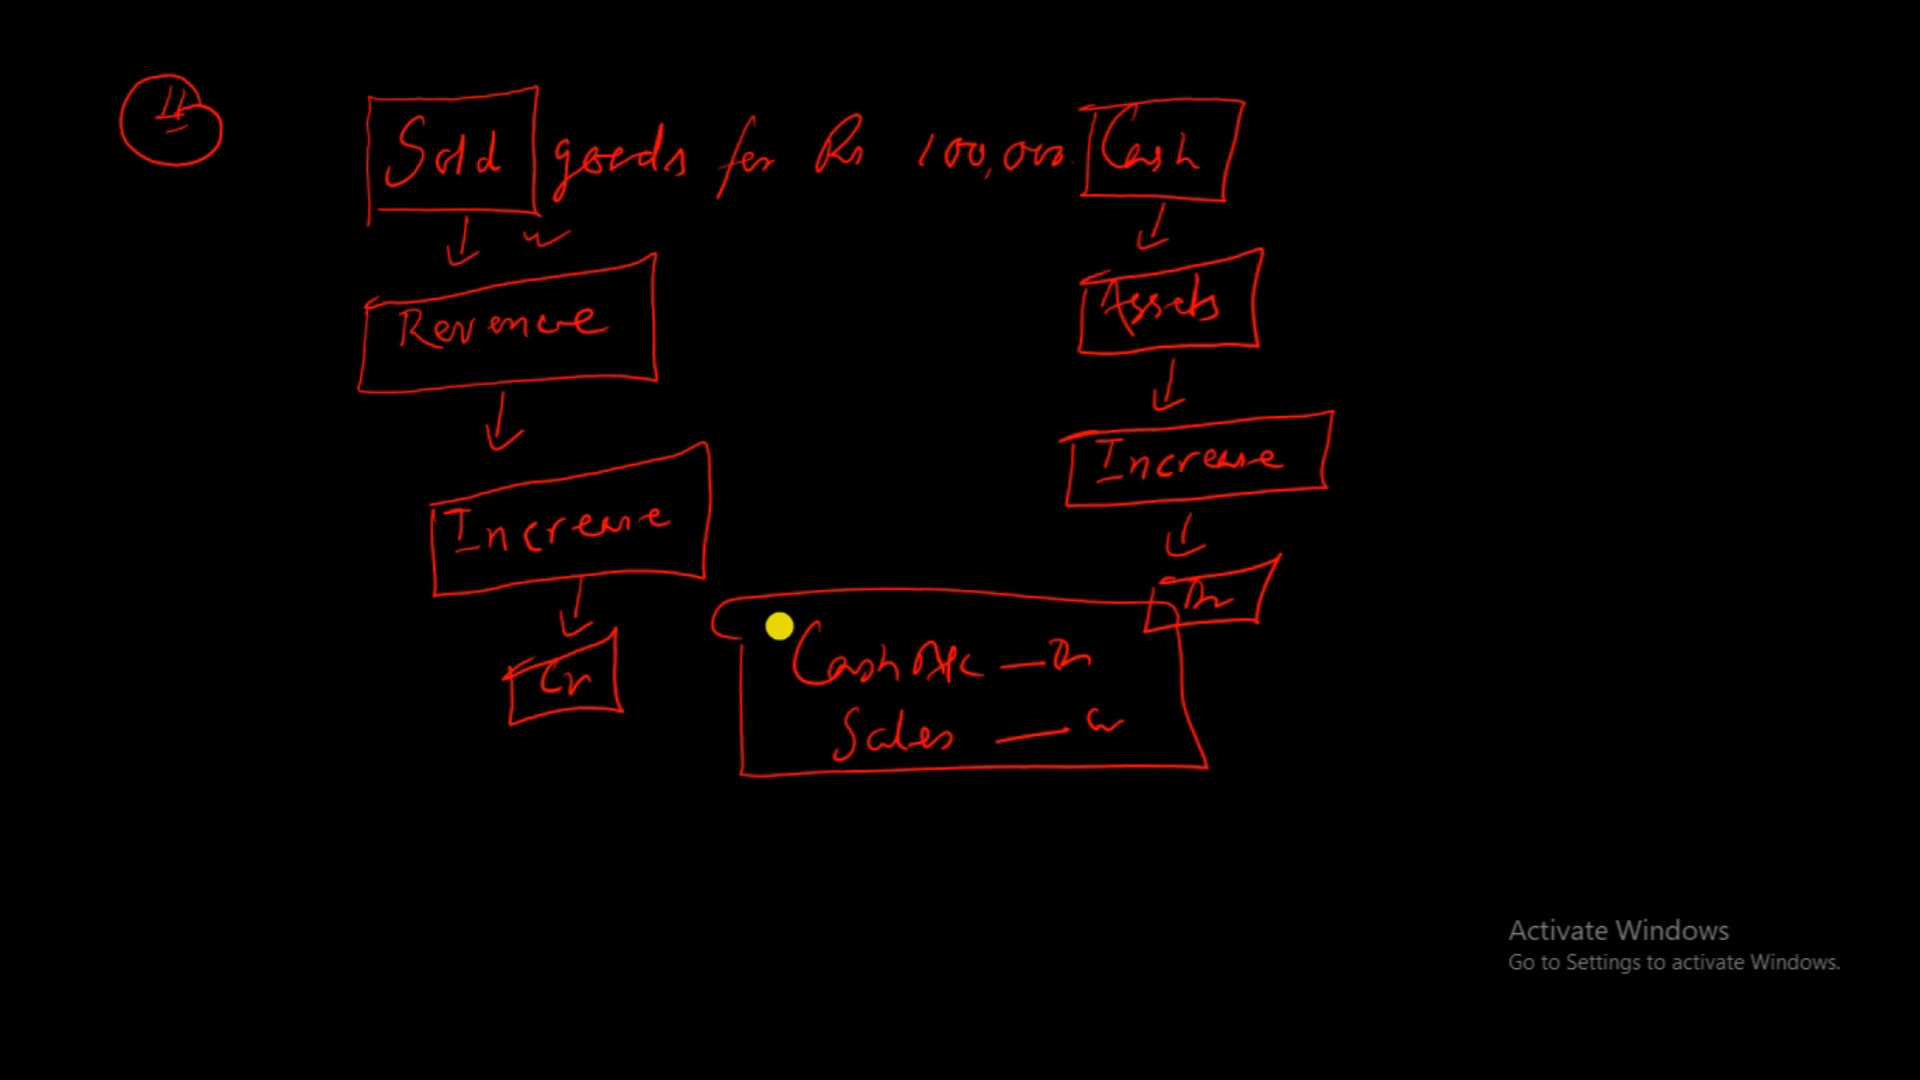 4
Sold goods for Rs 100,000 Cash
Revenue
Assets
Increase
Increase
Dr
Cr
Cash A/c — Dr
Sales — Cr
Activate Windows
Go to Settings to activate Windows.